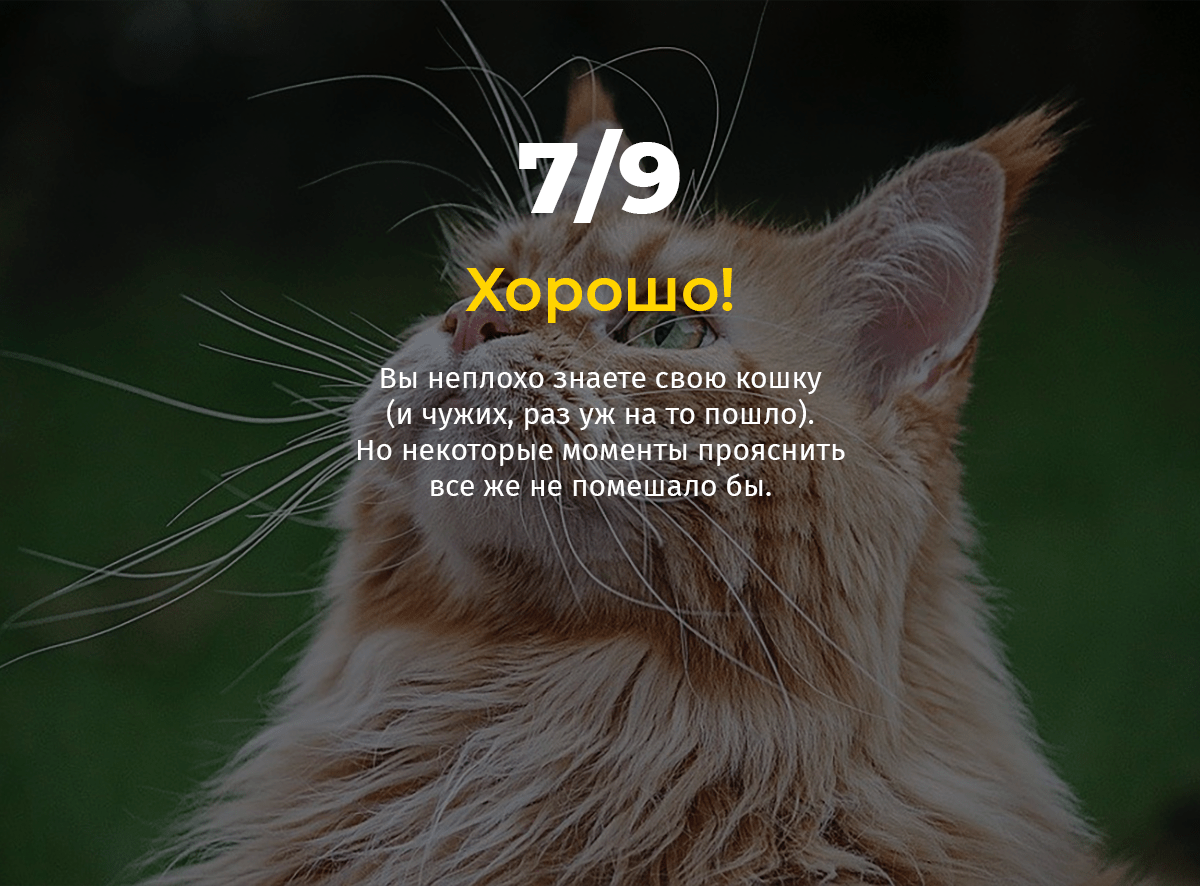 7/9
Хорошо!
Вы неплохо знаете свою кошку
(и чужих, раз уж на то пошло).
Но некоторые моменты прояснить
все же не помешало бы.